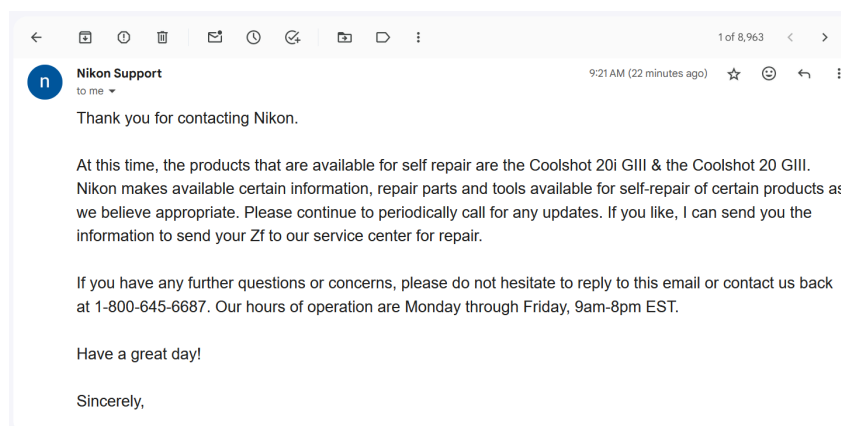 1 of 8,963
n
Nikon Support
9:21 AM (22 minutes ago)
to me
Thank you for contacting Nikon.
At this time, the products that are available for self repair are the Coolshot 20i GIII & the Coolshot 20 GIII.
Nikon makes available certain information, repair parts and tools available for self-repair of certain products as
we believe appropriate. Please continue to periodically call for any updates. If you like, I can send you the
information to send your Zf to our service center for repair.
If you have any further questions or concerns, please do not hesitate to reply to this email or contact us back
at 1-800-645-6687. Our hours of operation are Monday through Friday, 9am-8pm EST.
Have a great day!
Sincerely,